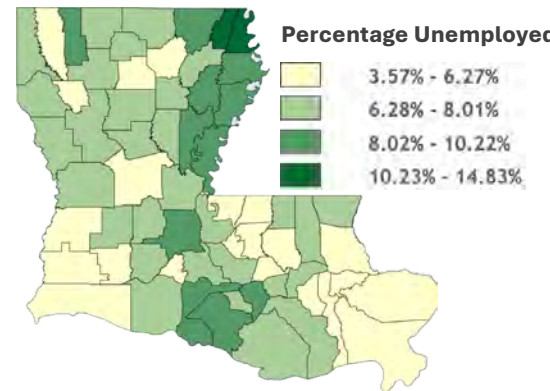 Percentage Unemployed
3.57% - 6.27%
6.28% - 8.01%
8.02% - 10.22%
10.23% - 14.83%